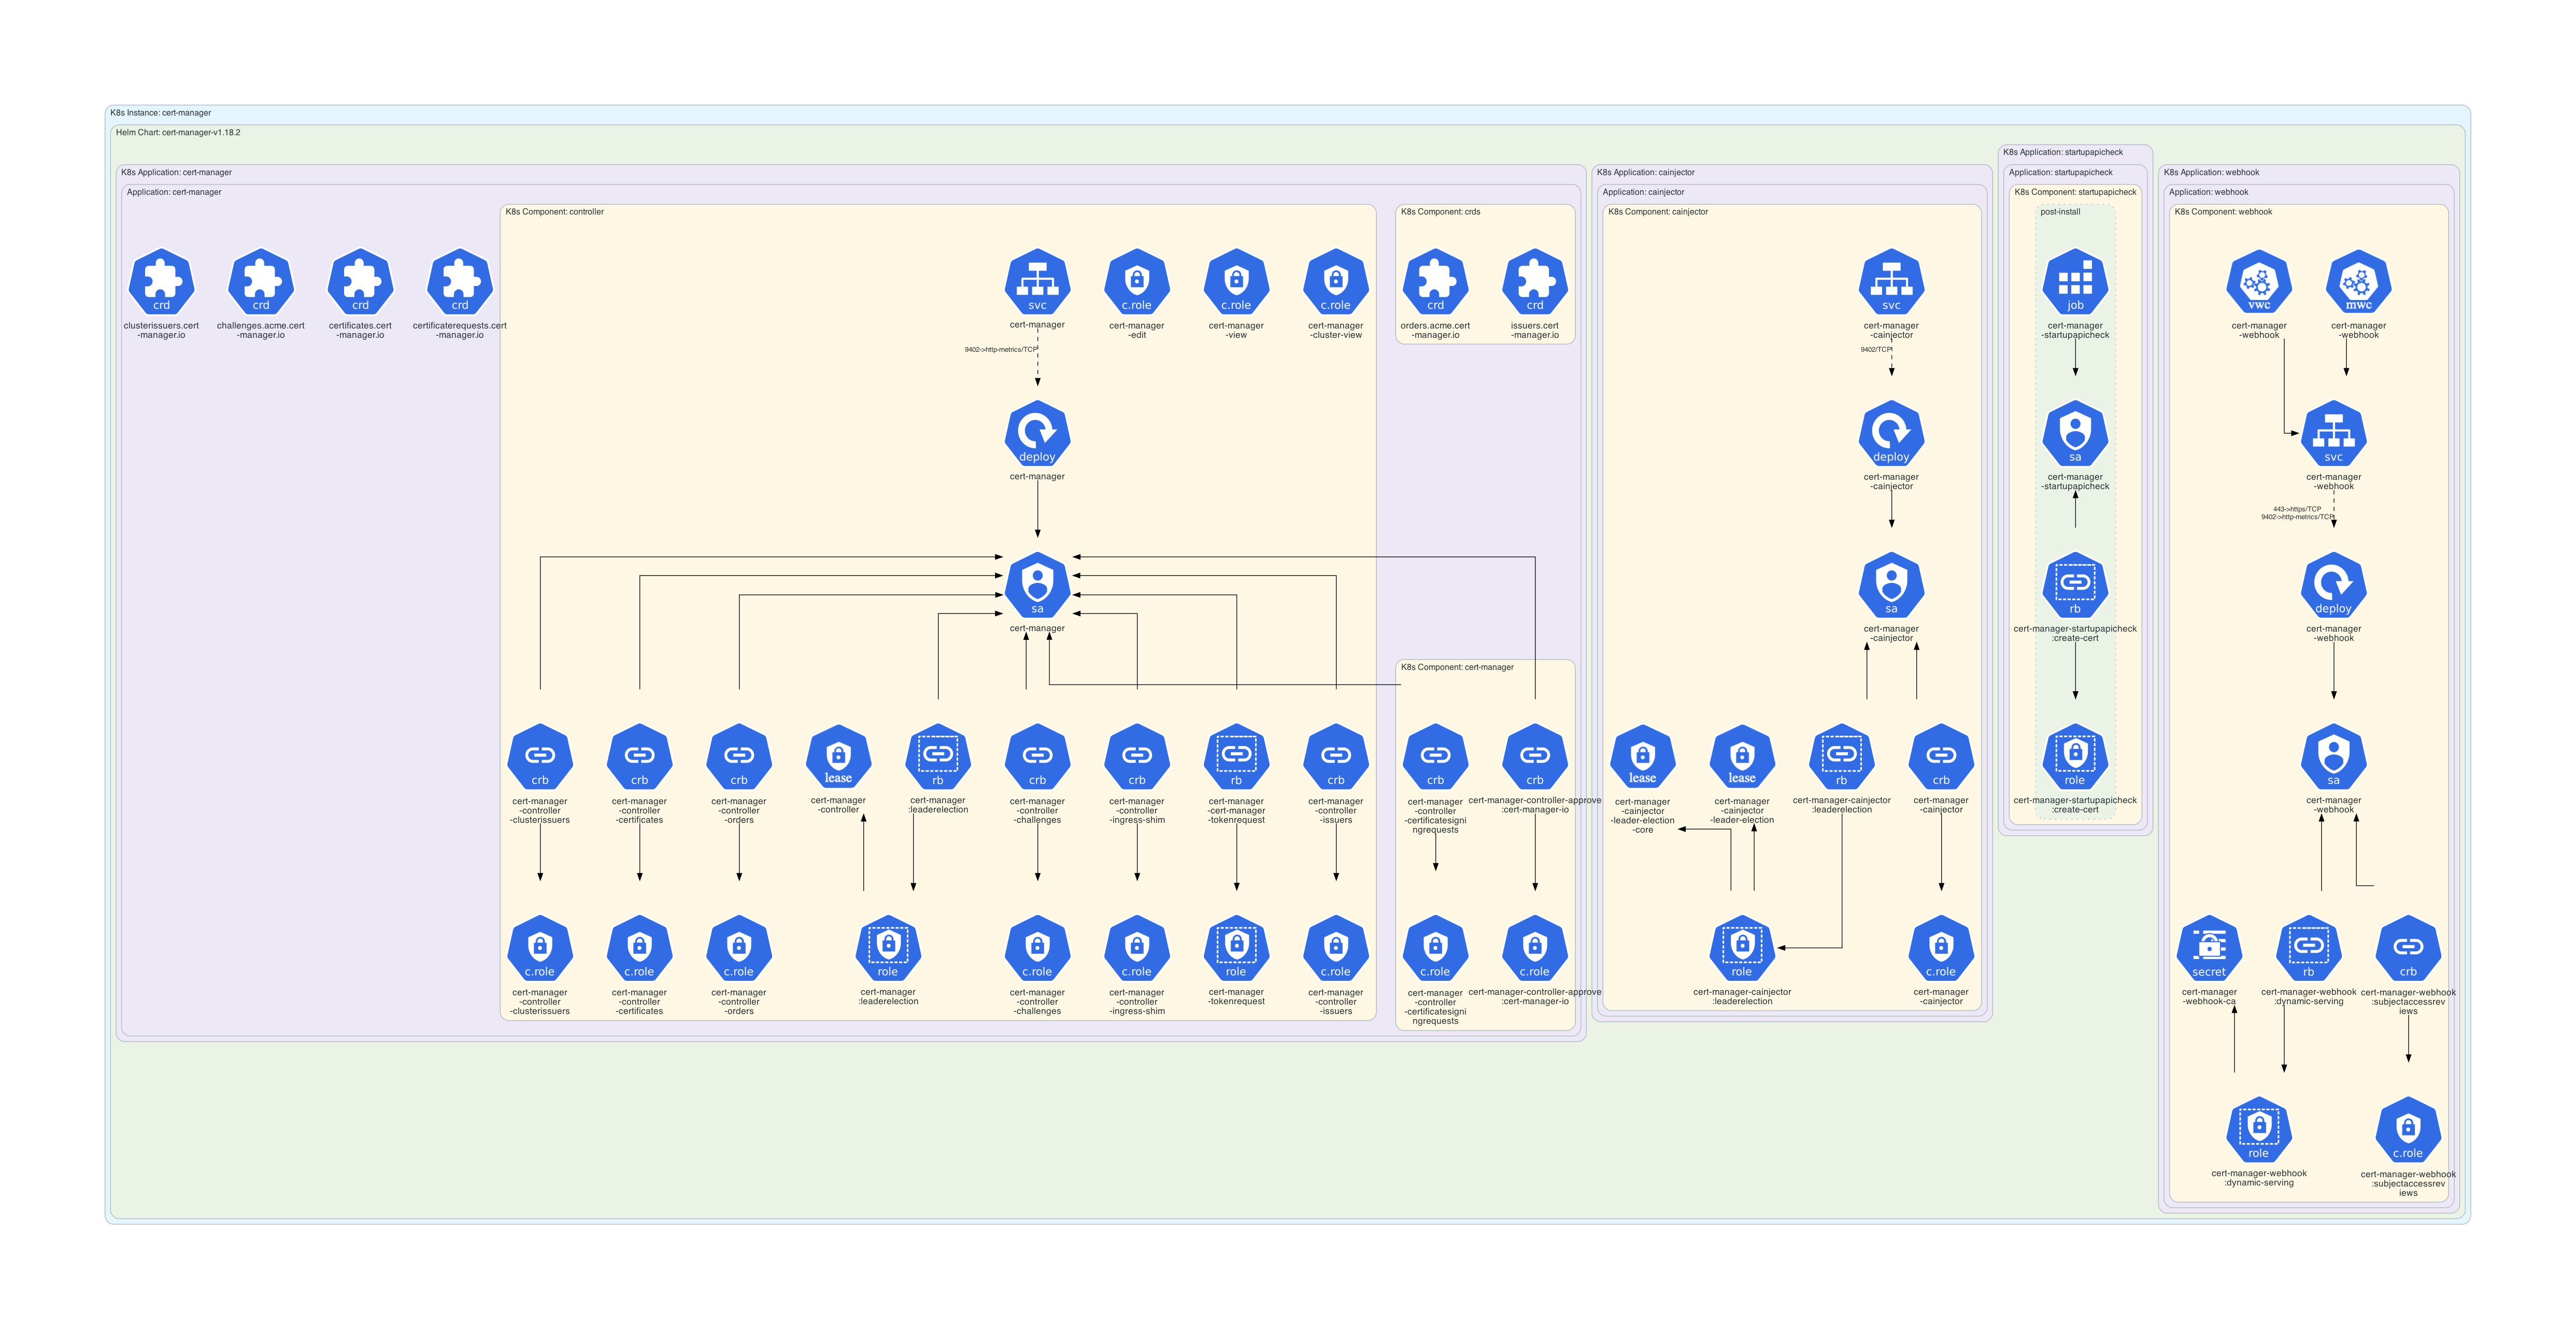 K8s Instance: cert-manager
Helm Chart: cert-manager-v1.18.2
K8s Application: cert-manager
Application: cert-manager
crd
clusterissuers.cert
-manager.io
crd
challenges.acme.cert
-manager.io
crd
certificates.cert
-manager.io
crd
certificaterequests.cert
-manager.io
K8s Component: controller
svc
cert-manager
9402->http-metrics/TCP
c.role
cert-manager
-edit
c.role
cert-manager
-view
c.role
cert-manager
-cluster-view
deploy
cert-manager
sa
cert-manager
crb
cert-manager
-controller
-clusterissuers
crb
cert-manager
-controller
-certificates
crb
cert-manager
-controller
-orders
lease
cert-manager
-controller
rb
cert-manager
:leaderelection
crb
cert-manager
-controller
-challenges
crb
cert-manager
-controller
-ingress-shim
rb
cert-manager
-cert-manager
-tokenrequest
crb
cert-manager
-controller
-issuers
c.role
cert-manager
-controller
-clusterissuers
c.role
cert-manager
-controller
-certificates
c.role
cert-manager
-controller
-orders
role
cert-manager
:leaderelection
c.role
cert-manager
-controller
-challenges
c.role
cert-manager
-controller
-ingress-shim
role
cert-manager
-tokenrequest
c.role
cert-manager
-controller
-issuers
K8s Component: crds
crd
orders.acme.cert
-manager.io
crd
issuers.cert
-manager.io
K8s Component: cert-manager
crb
cert-manager
-controller
-certificatesigni
ngrequests
crb
cert-manager-controller-approve
:cert-manager-io
c.role
cert-manager
-controller
-certificatesigni
ngrequests
c.role
cert-manager-controller-approve
:cert-manager-io
K8s Application: cainjector
Application: cainjector
K8s Component: cainjector
svc
cert-manager
-cainjector
9402/TCP
deploy
cert-manager
-cainjector
sa
cert-manager
-cainjector
lease
cert-manager
-cainjector
-leader-election
-core
lease
cert-manager
-cainjector
-leader-election
rb
cert-manager-cainjector
:leaderelection
crb
cert-manager
-cainjector
role
cert-manager-cainjector
:leaderelection
c.role
cert-manager
-cainjector
K8s Application: startupapicheck
Application: startupapicheck
K8s Component: startupapicheck
post-install
job
cert-manager
-startupapicheck
sa
cert-manager
-startupapicheck
rb
cert-manager-startupapicheck
:create-cert
role
cert-manager-startupapicheck
:create-cert
K8s Application: webhook
Application: webhook
K8s Component: webhook
vwc
cert-manager
-webhook
mwc
cert-manager
-webhook
svc
cert-manager
-webhook
443->https/TCP
9402->http-metrics/TCP
deploy
cert-manager
-webhook
sa
cert-manager
-webhook
secret
cert-manager
-webhook-ca
rb
cert-manager-webhook
:dynamic-serving
crb
cert-manager-webhook
:subjectaccessrev
iews
role
cert-manager-webhook
:dynamic-serving
c.role
cert-manager-webhook
:subjectaccessrev
iews